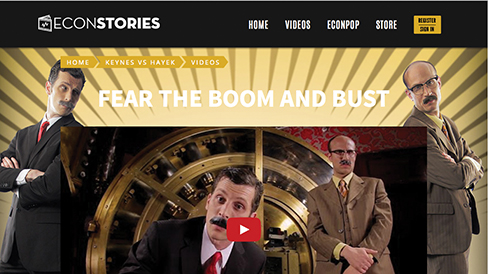 ECONSTORIES
HOME VIDEOS ECONPOP STORE
REGISTER
SIGN IN
HOME KEYNES VS HAYEK VIDEOS
FEAR THE BOOM AND BUST